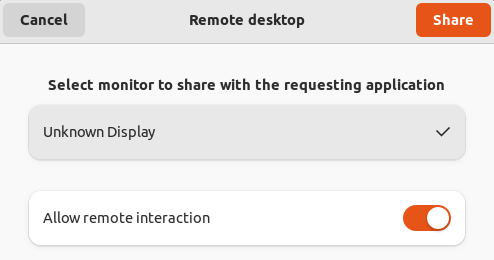 Cancel Remote desktop Share
Select monitor to share with the requesting application
Unknown Display
Allow remote interaction